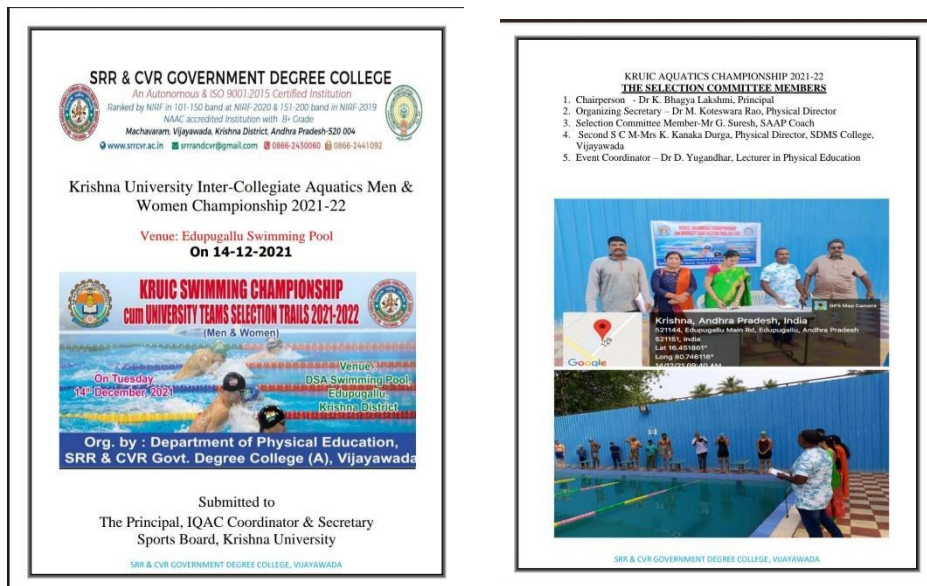 SRR & CVR GOVERNMENT DEGREE COLLEGE
An Autonomous & ISO 9001:2015 Certified Institution
Ranked by NIRF in 101-150 band at NIRF-2020 & 151-200 band in NIRF-2019
NAAC accredited Institution with B+ Grade
Machavaram, Vijayawada, Krishna District, Andhra Pradesh-520 004
www.srrcvr.ac.in srrandcvr@gmail.com 0866-2430060 0866-2441092
Krishna University Inter-Collegiate Aquatics Men &
Women Championship 2021-22
Venue: Edupugallu Swimming Pool
On 14-12-2021
KRUIC SWIMMING CHAMPIONSHIP
cum UNIVERSITY TEAMS SELECTION TRAILS 2021-2022
(Men & Women)
On Tuesday
14th December, 2021
Venue:
DSA Swimming Pool,
Edupugallu,
Krishna District
Org. by : Department of Physical Education,
SRR & CVR Govt. Degree College (A), Vijayawada
Submitted to
The Principal, IQAC Coordinator & Secretary
Sports Board, Krishna University
SRR & CVR GOVERNMENT DEGREE COLLEGE, VIJAYAWADA
KRUIC AQUATICS CHAMPIONSHIP 2021-22
THE SELECTION COMMITTEE MEMBERS
1. Chairperson - Dr K. Bhagya Lakshmi, Principal
2. Organizing Secretary – Dr M. Koteswara Rao, Physical Director
3. Selection Committee Member-Mr G. Suresh, SAAP Coach
4. Second S C M-Mrs K. Kanaka Durga, Physical Director, SDMS College,
Vijayawada
5. Event Coordinator – Dr D. Yugandhar, Lecturer in Physical Education
KRUIC SWIMMING CHAMPIONSHIP
GPS Map Camera
Krishna, Andhra Pradesh, India
521144, Edupugallu Main Rd, Edupugallu, Andhra Pradesh
521151, India
Lat 16.451861°
Long 80.746116°
14/12/21 09:40 AM
Google
SRR & CVR GOVERNMENT DEGREE COLLEGE, VIJAYAWADA